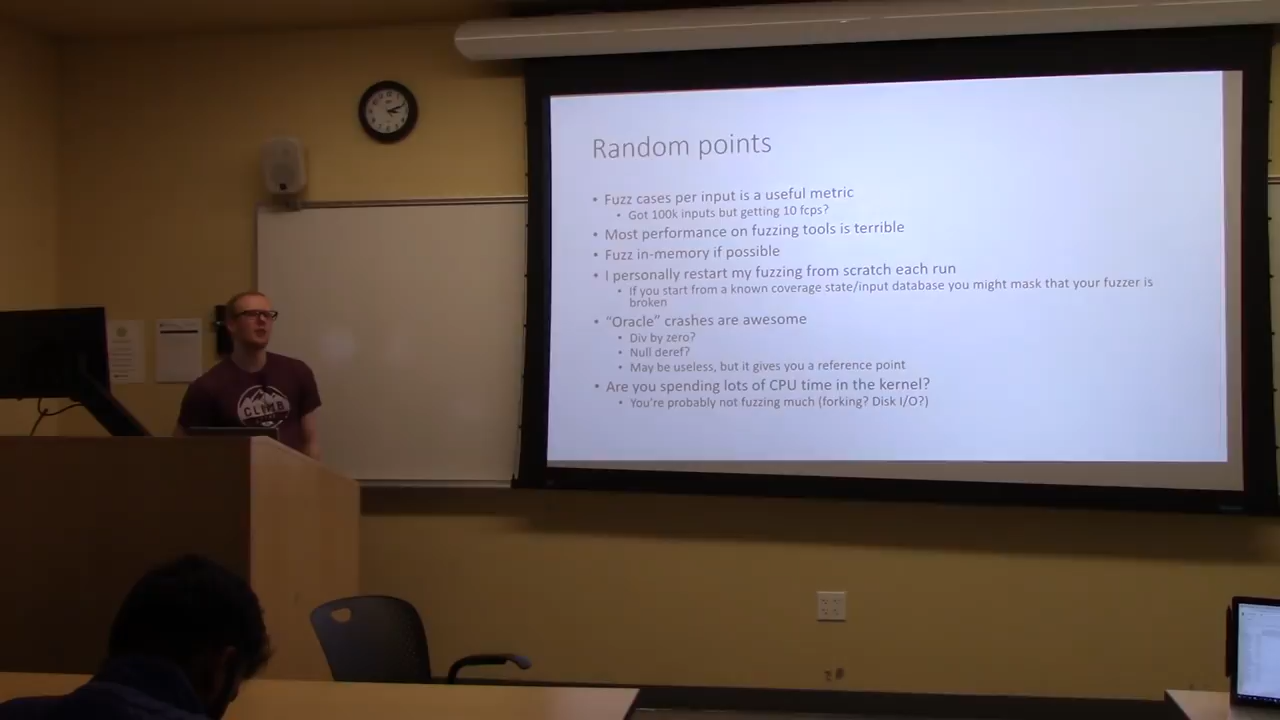 Random points
• Fuzz cases per input is a useful metric
• Got 100k inputs but getting 10 fcps?
• Most performance on fuzzing tools is terrible
• Fuzz in-memory if possible
• I personally restart my fuzzing from scratch each run
• If you start from a known coverage state/input database you might mask that your fuzzer is
broken
• “Oracle” crashes are awesome
• Div by zero?
• Null deref?
• May be useless, but it gives you a reference point
• Are you spending lots of CPU time in the kernel?
• You're probably not fuzzing much (forking? Disk I/O?)
CLIMB